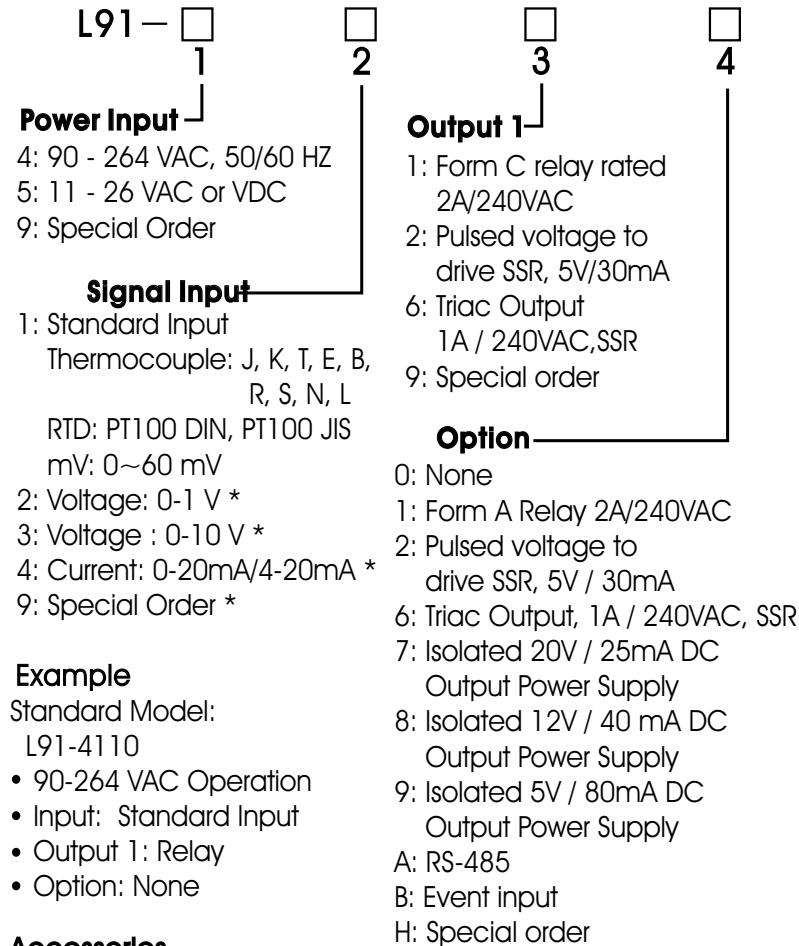 L91 —
1 2 3 4
Power Input
4: 90 - 264 VAC, 50/60 HZ
5: 11 - 26 VAC or VDC
9: Special Order
Signal Input
1: Standard Input
Thermocouple: J, K, T, E, B,
R, S, N, L
RTD: PT100 DIN, PT100 JIS
mV: 0~60 mV
2: Voltage: 0-1 V *
3: Voltage : 0-10 V *
4: Current: 0-20mA/4-20mA *
9: Special Order *
Example
Standard Model:
L91-4110
• 90-264 VAC Operation
• Input: Standard Input
• Output 1: Relay
• Option: None
Accessories
Output 1
1: Form C relay rated
2A/240VAC
2: Pulsed voltage to
drive SSR, 5V/30mA
6: Triac Output
1A / 240VAC,SSR
9: Special order
Option
0: None
1: Form A Relay 2A/240VAC
2: Pulsed voltage to
drive SSR, 5V / 30mA
6: Triac Output, 1A / 240VAC, SSR
7: Isolated 20V / 25mA DC
Output Power Supply
8: Isolated 12V / 40 mA DC
Output Power Supply
9: Isolated 5V / 80mA DC
Output Power Supply
A: RS-485
B: Event input
H: Special order